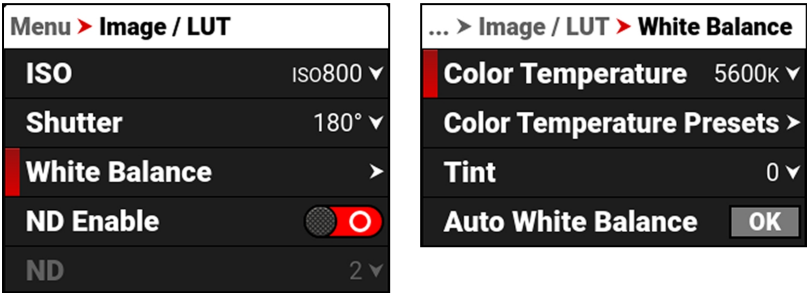 Menu ➤ Image / LUT
ISO ISO800
Shutter 180°
White Balance
ND Enable
ND 2
... ➤ Image / LUT ➤ White Balance
Color Temperature 5600K
Color Temperature Presets
Tint 0
Auto White Balance OK